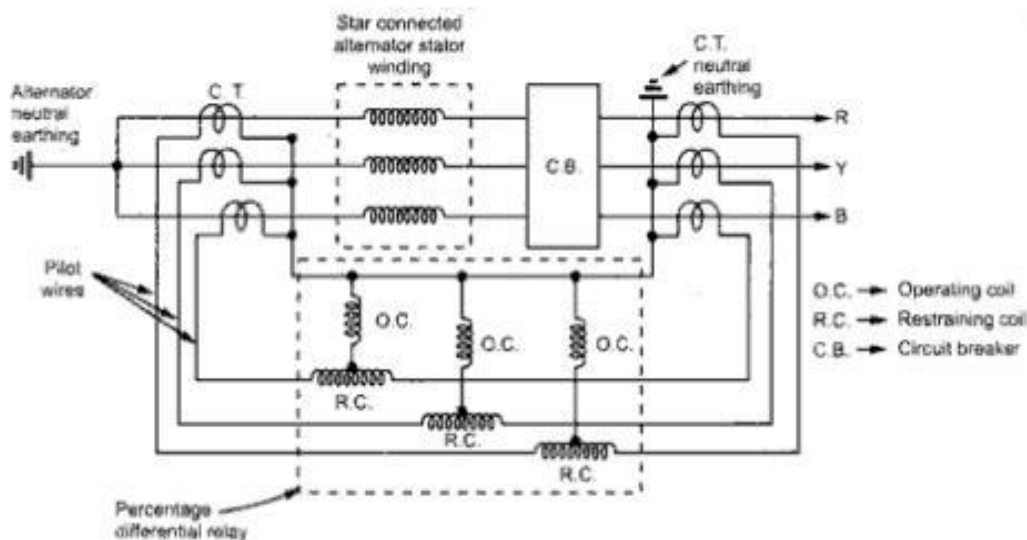 Star connected
alternator stator
winding
C.T.
neutral
earthing
Alternator
neutral
earthing
C. T.
R
Y
B
C.B.
Pilot
wires
O.C.
O.C.
O.C.
R.C.
R.C.
R.C.
O.C. → Operating coil
R.C. → Restraining coil
C.B. → Circuit breaker
Percentage
differential relay